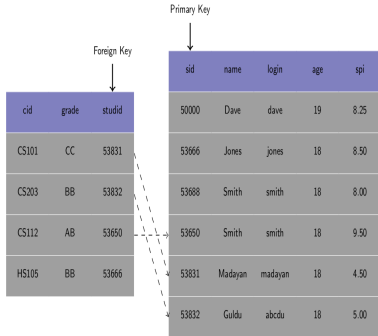 Primary Key
Foreign Key
sid name login age spi
cid grade studid
50000 Dave dave 19 8.25
CS101 CC 53831
53666 Jones jones 18 8.50
CS203 BB 53832
53688 Smith smith 18 8.00
CS112 AB 53650
53650 Smith smith 18 9.50
HS105 BB 53666
53831 Madayan madayan 18 4.50
53832 Guldu abcdu 18 5.00